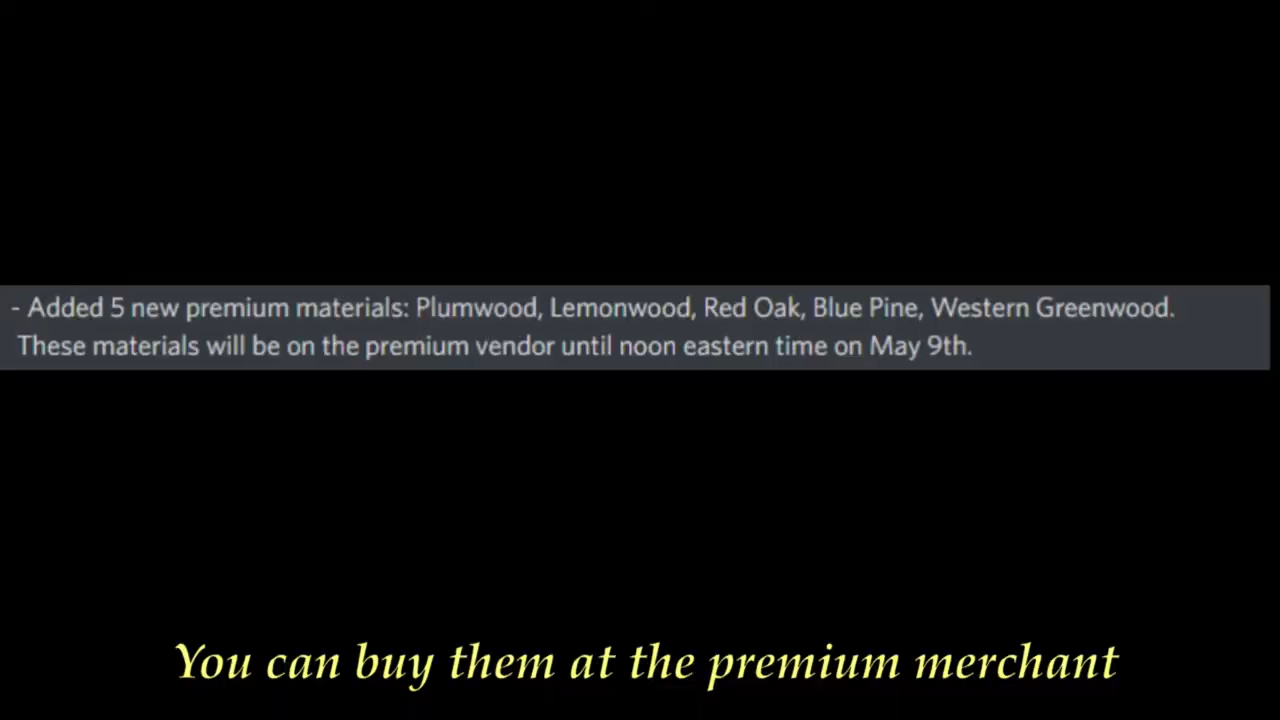 - Added 5 new premium materials: Plumwood, Lemonwood, Red Oak, Blue Pine, Western Greenwood.
These materials will be on the premium vendor until noon eastern time on May 9th.
You can buy them at the premium merchant